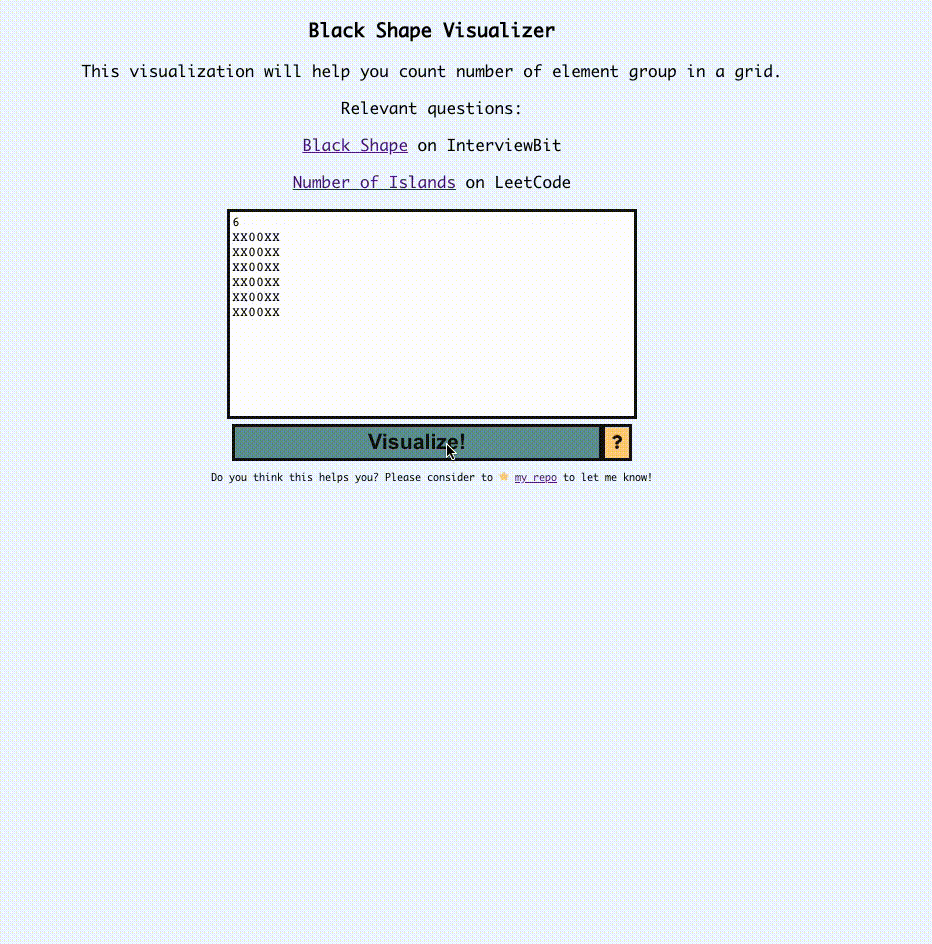 Black Shape Visualizer
This visualization will help you count number of element group in a grid.
Relevant questions:
Black Shape on InterviewBit
Number of Islands on LeetCode
6
XXOOXX
XXOOXX
XXOOXX
XXOOXX
XXOOXX
XXOOXX
Visualize! ?
Do you think this helps you? Please consider to ⭐ my repo to let me know!